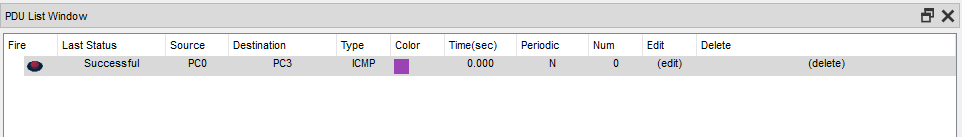 PDU List Window
Fire Last Status Source Destination Type Color Time(sec) Periodic Num Edit Delete
Successful PC0 PC3 ICMP 0.000 N 0 (edit) (delete)